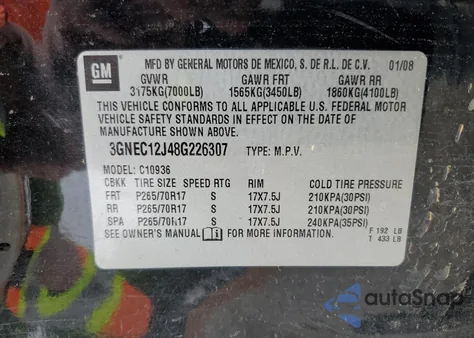 GM
MFD BY GENERAL MOTORS DE MEXICO, S. DE R.L. DE C.V. 01/08
GVWR GAWR FRT GAWR RR
3175KG(7000LB) 1565KG(3450LB) 1860KG(4100LB)
THIS VEHICLE CONFORMS TO ALL APPLICABLE U.S. FEDERAL MOTOR
VEHICLE SAFETY STANDARDS IN EFFECT ON THE DATE OF
MANUFACTURE SHOWN ABOVE.
3GNEC12J48G226307 TYPE: M.P.V.
MODEL: C10936
CBKK TIRE SIZE SPEED RTG RIM COLD TIRE PRESSURE
FRT P265/70R17 S 17X7.5J 210KPA(30PSI)
RR P265/70R17 S 17X7.5J 210KPA(30PSI)
SPA P265/70R17 S 17X7.5J 240KPA(35PSI)
SEE OWNER'S MANUAL FOR MORE INFORMATION
F 192 LB
T 433 LB
autoSnap